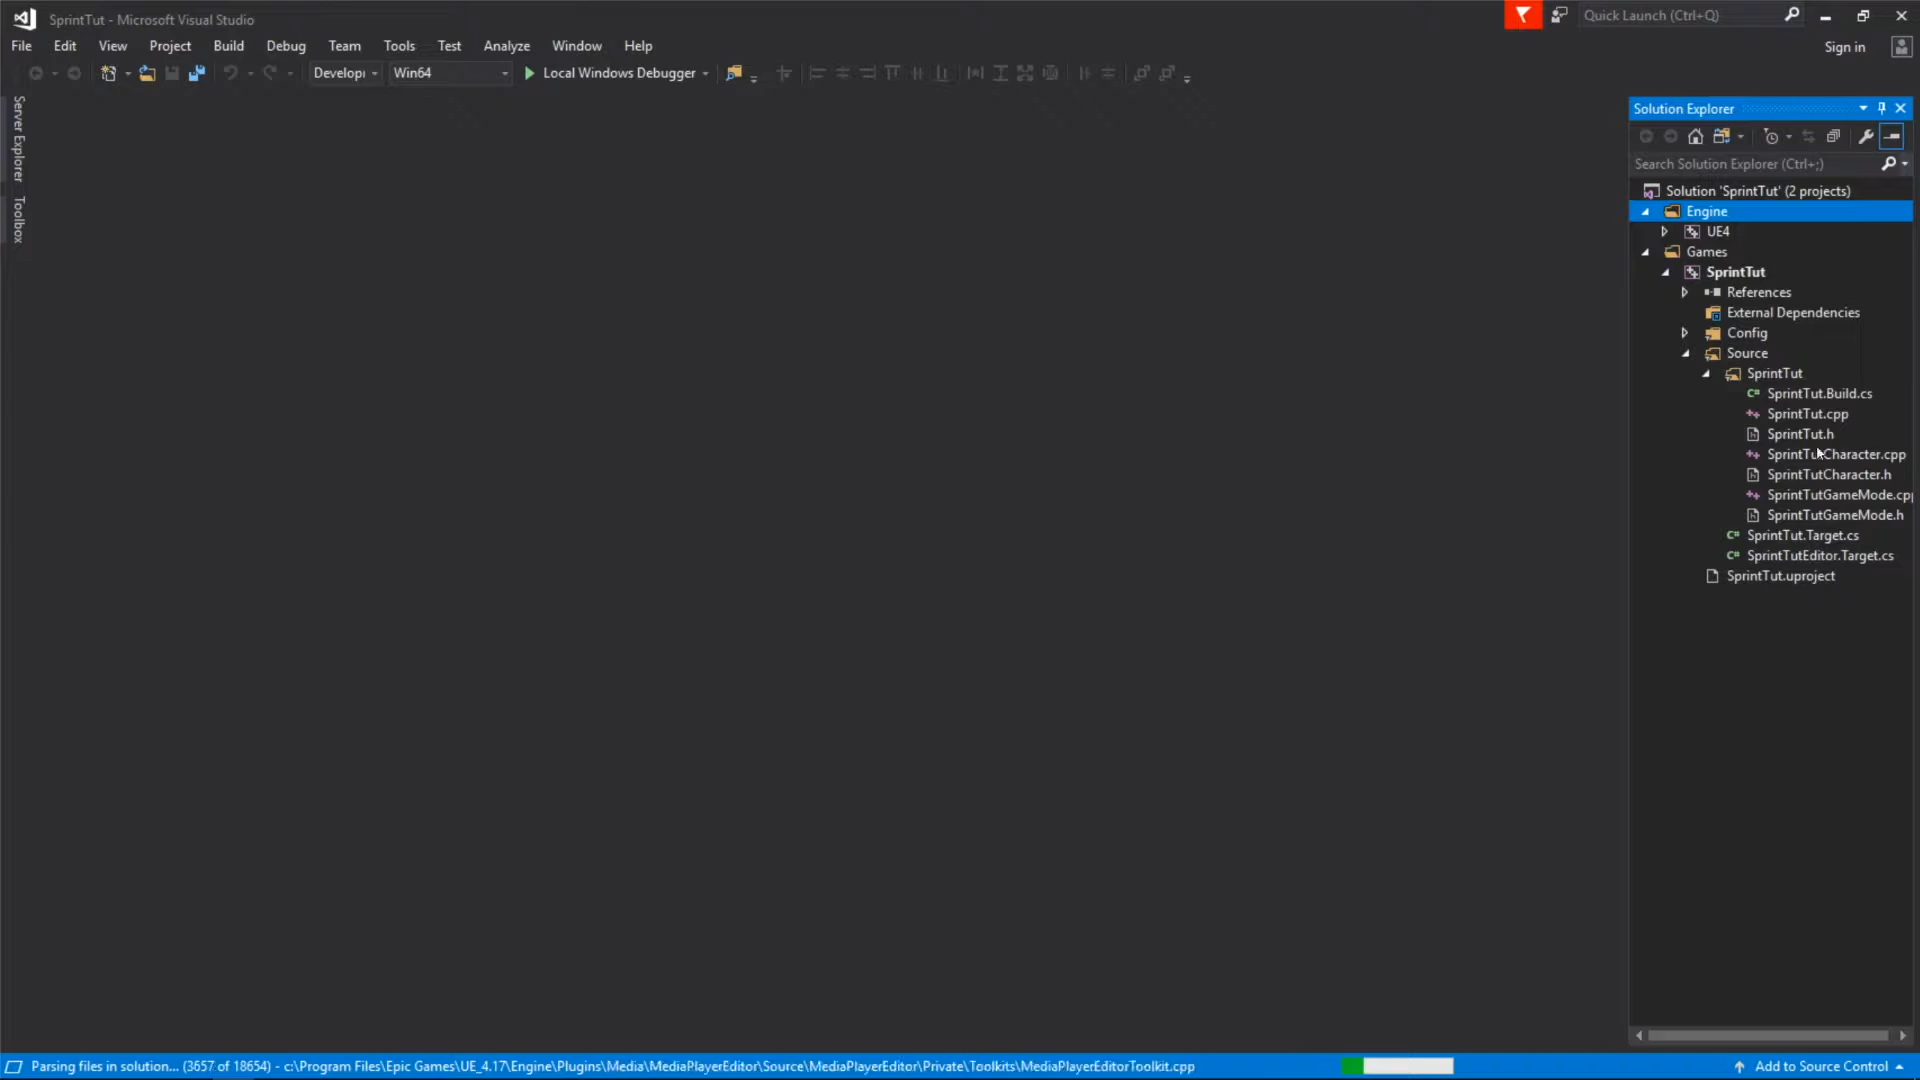 SprintTut - Microsoft Visual Studio
Quick Launch (Ctrl+Q)
File Edit View Project Build Debug Team Tools Test Analyze Window Help
Sign in
Develop Win64 Local Windows Debugger
Server Explorer
Toolbox
Solution Explorer
Search Solution Explorer (Ctrl+;)
Solution 'SprintTut' (2 projects)
Engine
UE4
Games
SprintTut
References
External Dependencies
Config
Source
SprintTut
SprintTut.Build.cs
SprintTut.cpp
SprintTut.h
SprintTutCharacter.cpp
SprintTutCharacter.h
SprintTutGameMode.cpp
SprintTutGameMode.h
SprintTut.Target.cs
SprintTutEditor.Target.cs
SprintTut.uproject
Parsing files in solution... (3657 of 18654) - c:\Program Files\Epic Games\UE_4.17\Engine\Plugins\Media\MediaPlayerEditor\Source\MediaPlayerEditor\Private\Toolkits\MediaPlayerEditorToolkit.cpp
Add to Source Control